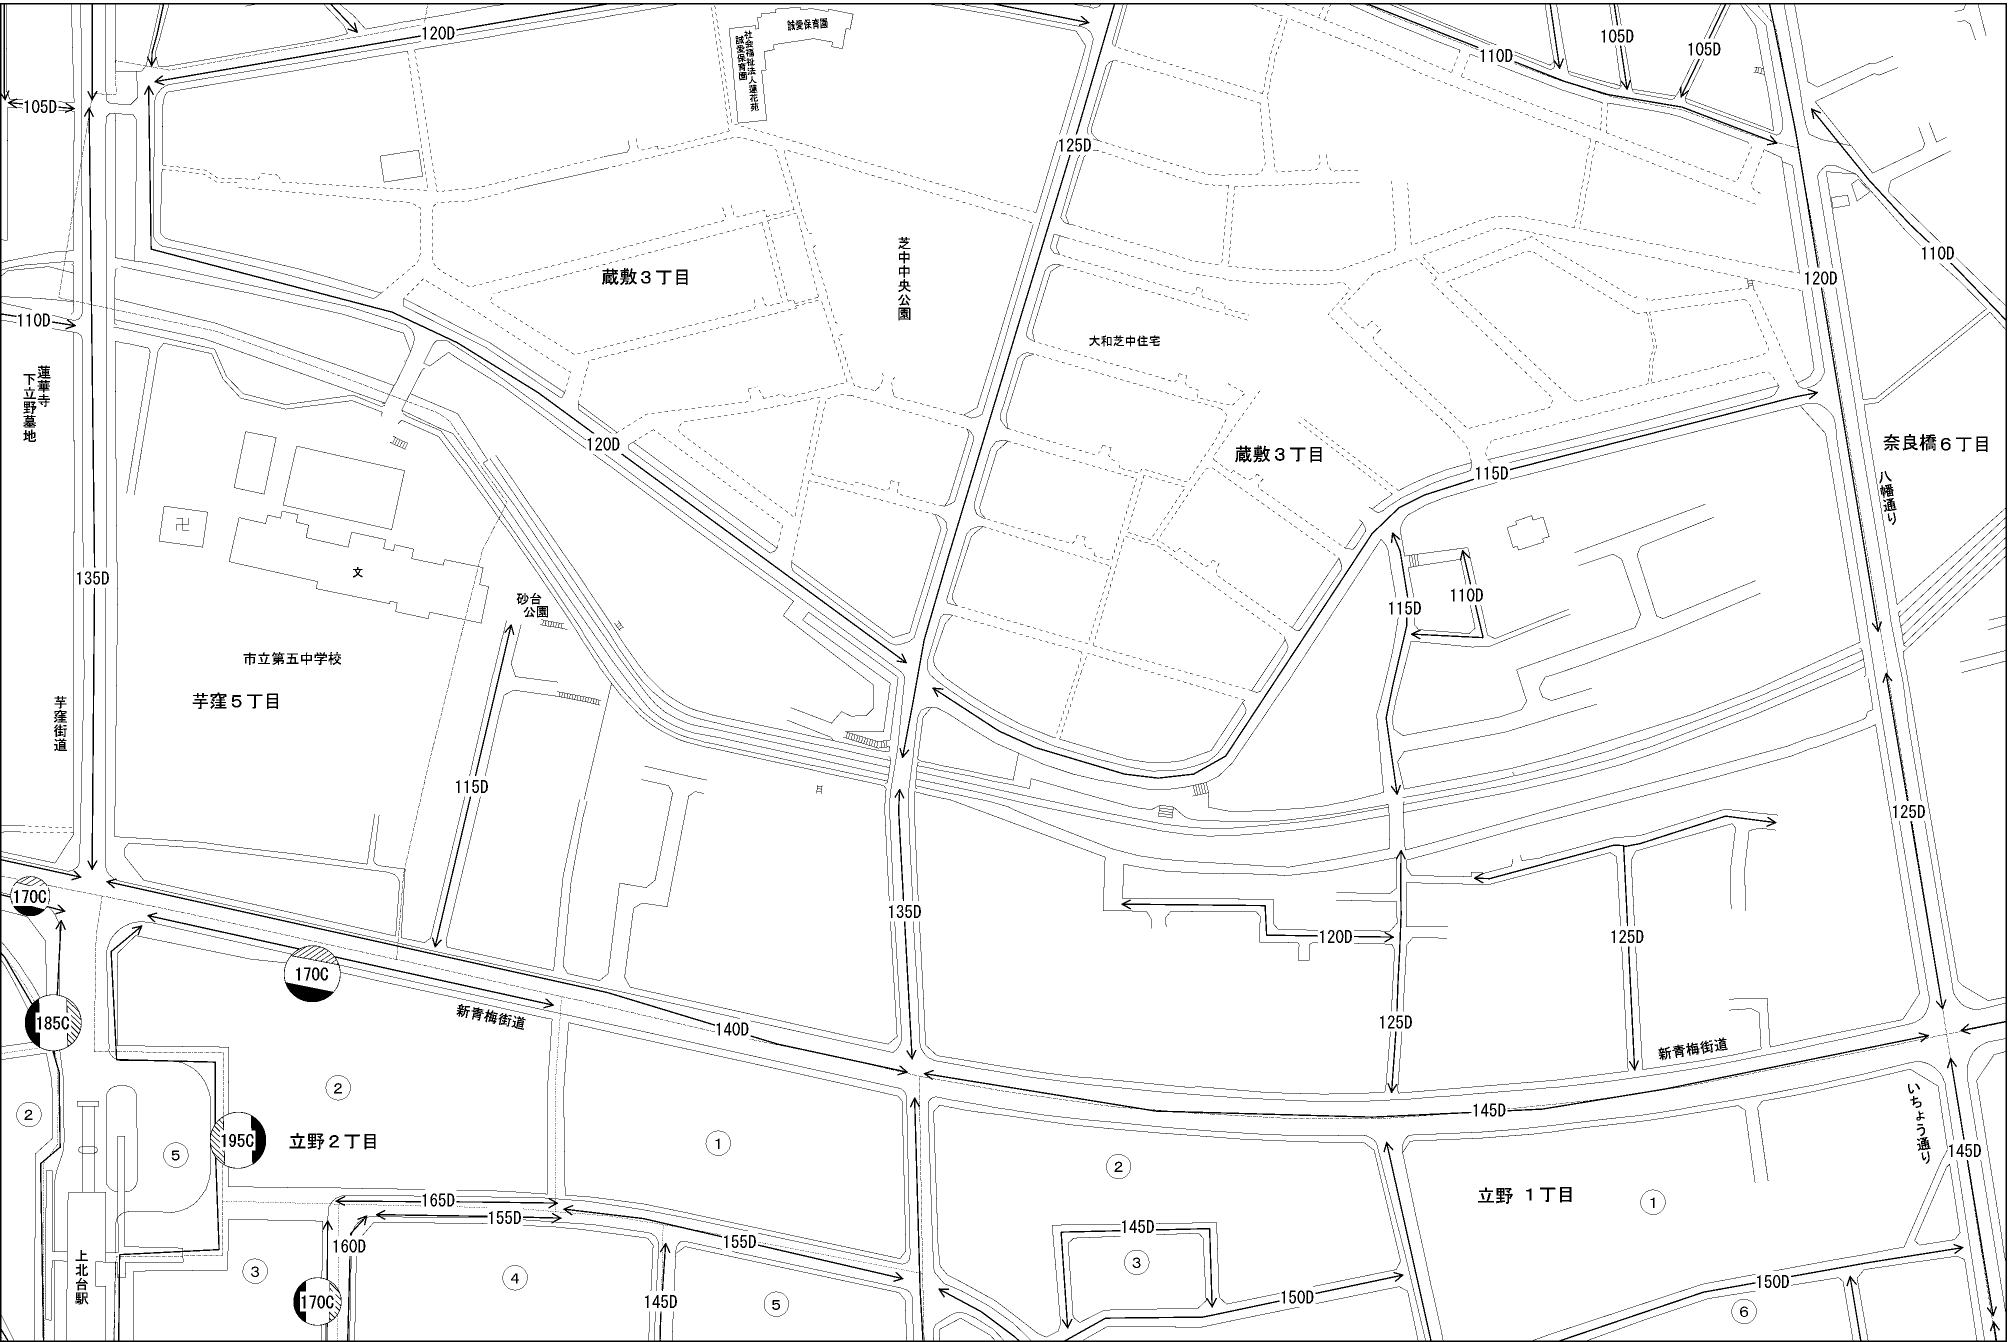 誠愛保育園
社会福祉法人蓮花苑
誠愛保育園
120D
105D
110D
105D
105D
125D
110D
120D
蔵敷3丁目
芝中中央公園
110D
大和芝中住宅
蓮華寺
下立野墓地
120D
蔵敷3丁目
115D
奈良橋6丁目
八幡通り
135D
文
砂台
公園
115D
110D
市立第五中学校
芋窪5丁目
芋窪街道
115D
125D
170C
135D
120D
125D
170C
185C
新青梅街道
140D
125D
新青梅街道
②
②
195C
⑤
立野2丁目
①
145D
いちょう通り
145D
②
立野 1丁目
①
165D
155D
155D
160D
145D
上北台駅
③
④
③
170C
145D
⑤
150D
150D
⑥